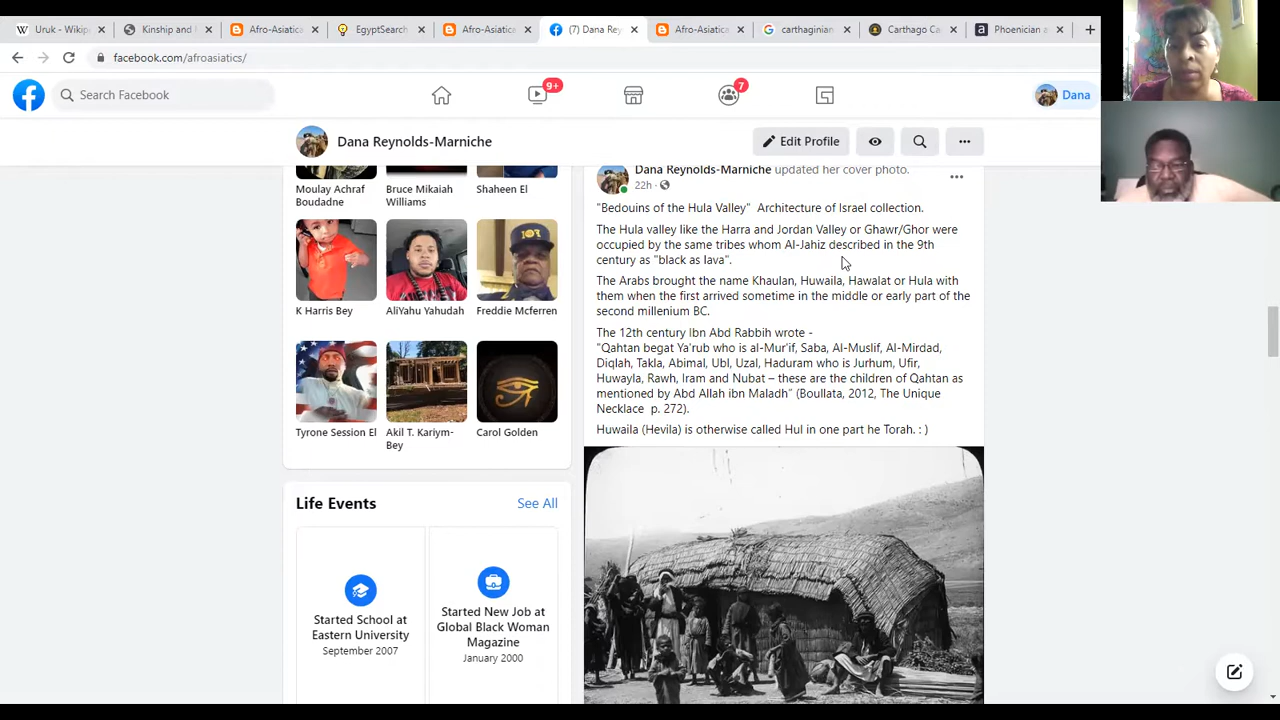 Uruk - Wikip
Kinship and
Afro-Asiatic
EgyptSearch
Afro-Asiatic
(7) Dana Rey
Afro-Asiatic
carthaginian
Carthago Ca
Phoenician a
facebook.com/afroasiatics/
Search Facebook
9+
7
Dana
Dana Reynolds-Marniche
Edit Profile
Moulay Achraf
Boudadne
Bruce Mikaiah
Williams
Shaheen El
K Harris Bey
AliYahu Yahudah
Freddie Mcferren
Tyrone Session El
Akil T. Kariym-
Bey
Carol Golden
Life Events
See All
Started School at
Eastern University
September 2007
Started New Job at
Global Black Woman
Magazine
January 2000
Dana Reynolds-Marniche updated her cover photo.
22h ·
"Bedouins of the Hula Valley" Architecture of Israel collection.
The Hula valley like the Harra and Jordan Valley or Ghawr/Ghor were
occupied by the same tribes whom Al-Jahiz described in the 9th
century as "black as lava".
The Arabs brought the name Khaulan, Huwaila, Hawalat or Hula with
them when the first arrived sometime in the middle or early part of the
second millenium BC.
The 12th century Ibn Abd Rabbih wrote -
"Qahtan begat Ya'rub who is al-Mur'if, Saba, Al-Muslif, Al-Mirdad,
Diqlah, Takla, Abimal, Ubl, Uzal, Haduram who is Jurhum, Ufir,
Huwayla, Rawh, Iram and Nubat – these are the children of Qahtan as
mentioned by Abd Allah ibn Maladh" (Boullata, 2012, The Unique
Necklace p. 272).
Huwaila (Hevila) is otherwise called Hul in one part he Torah. : )